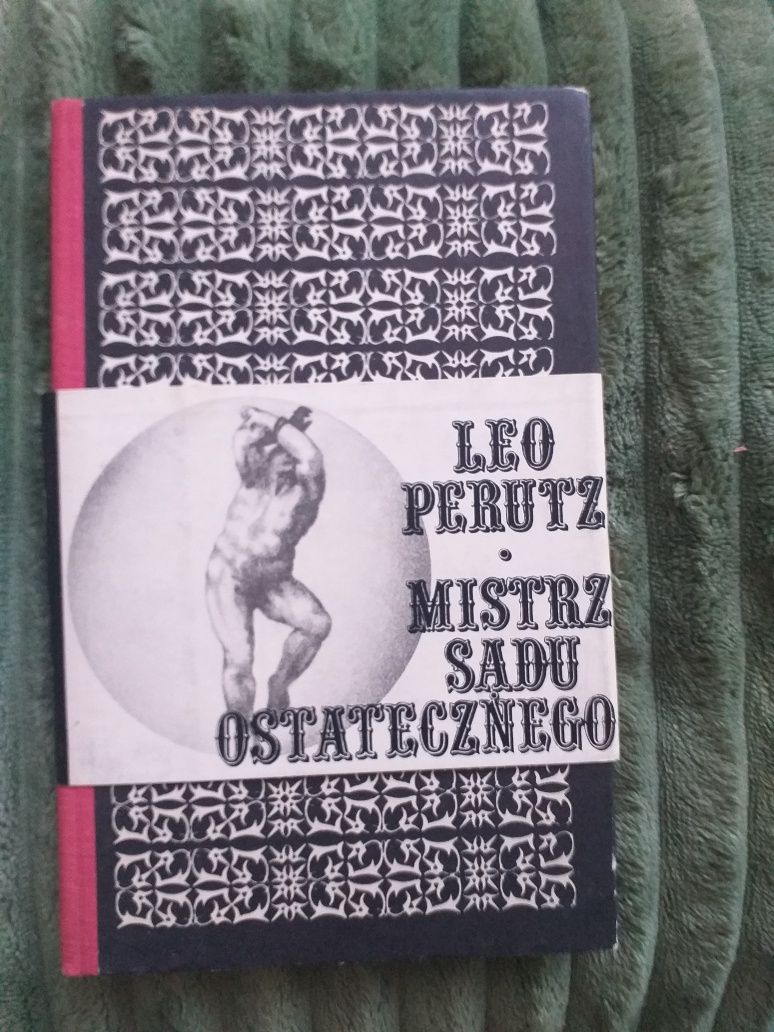 LEO
PERUTZ
•
MISTRZ
SĄDU
OSTATECZNEGO